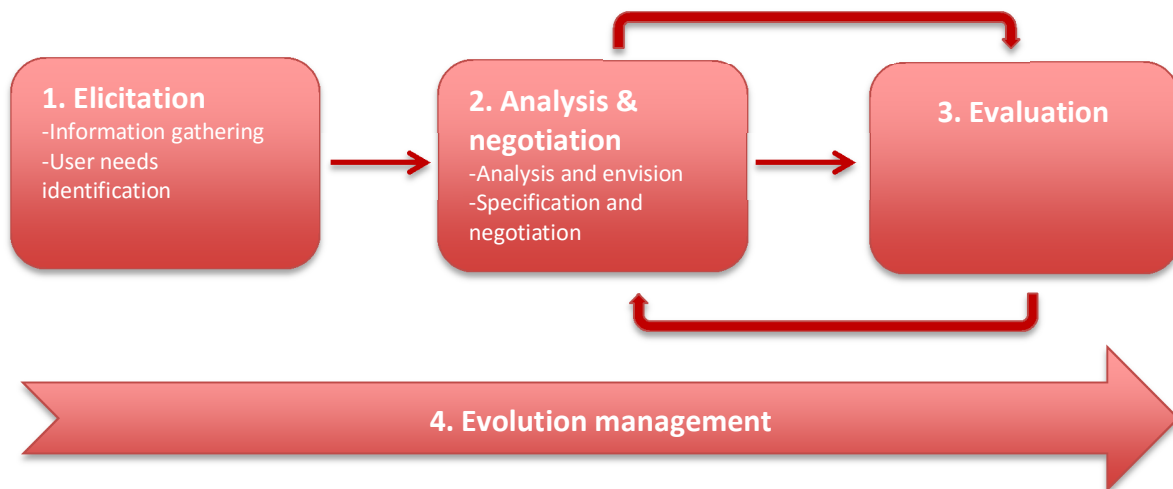 1. Elicitation
-Information gathering
-User needs
identification
2. Analysis &
negotiation
-Analysis and envision
-Specification and
negotiation
3. Evaluation
4. Evolution management